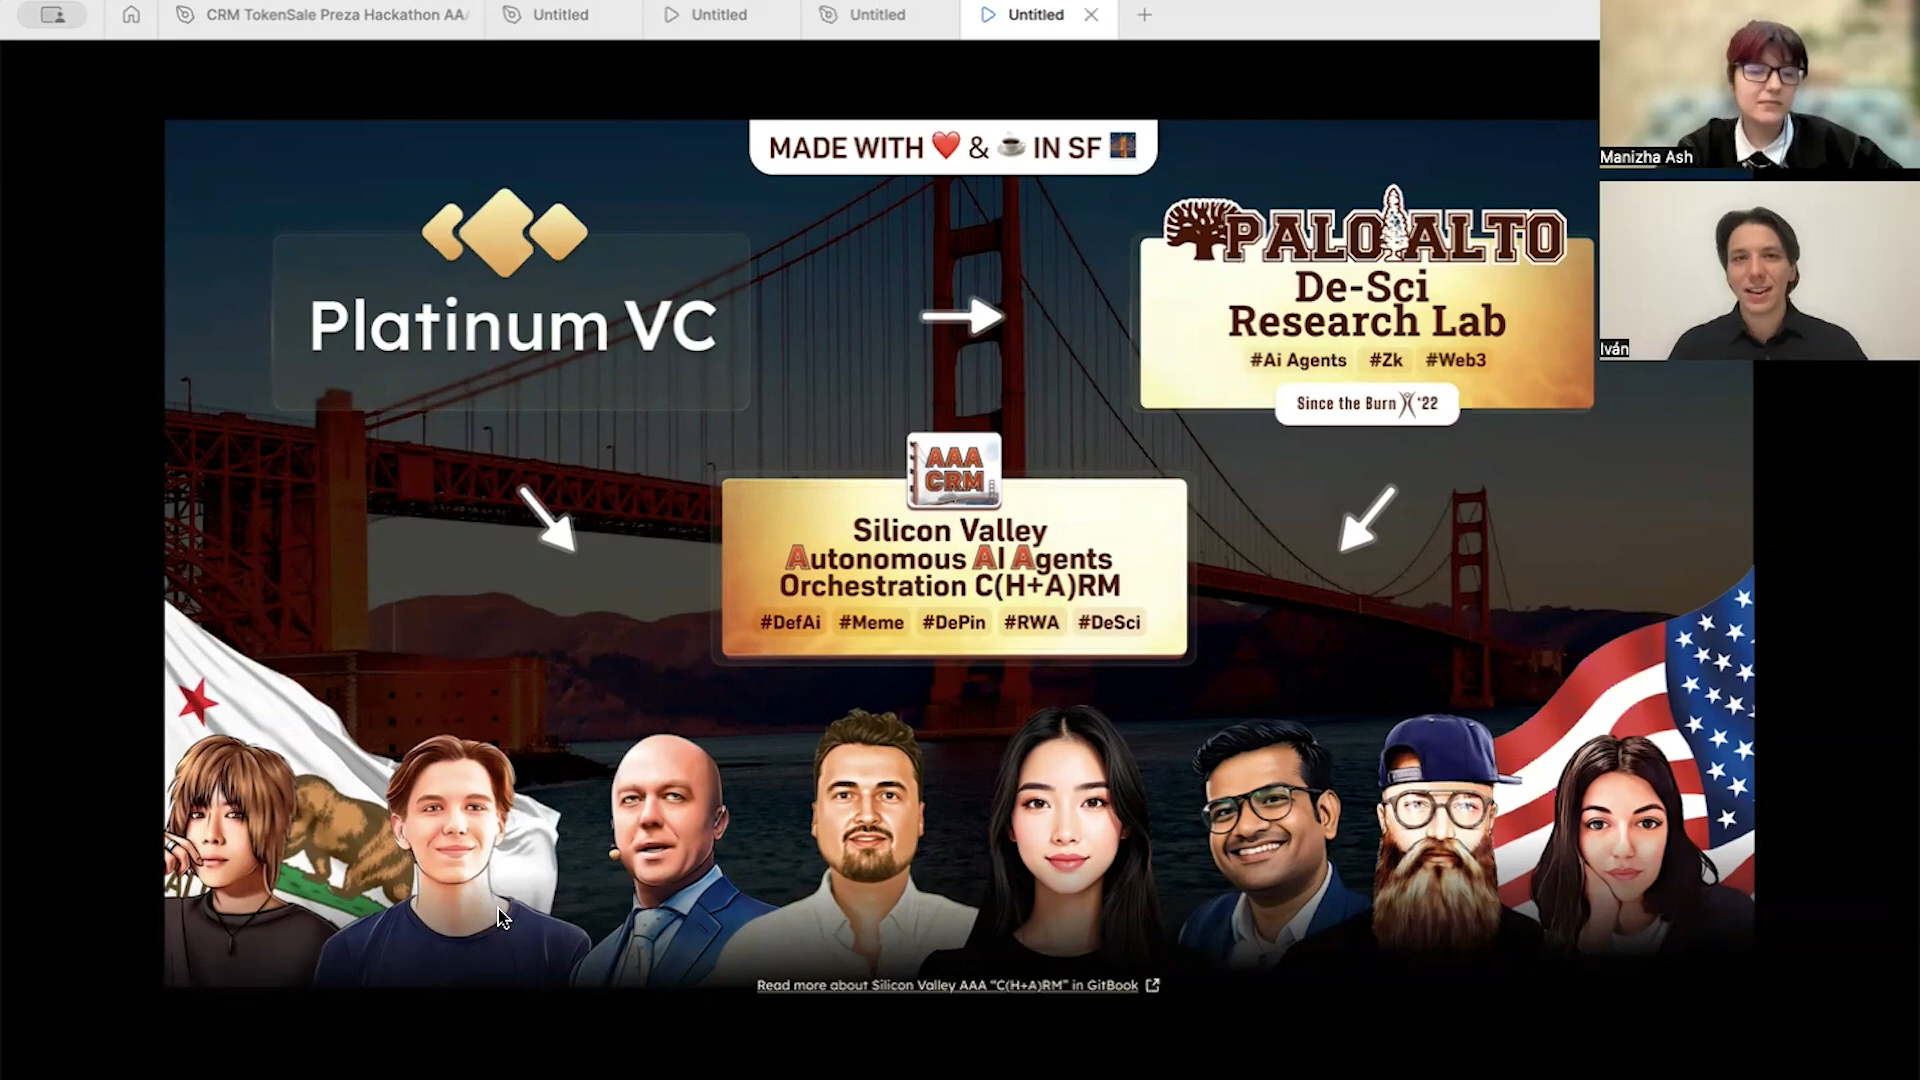 CRM TokenSale Preza Hackathon AA
Untitled
Untitled
Untitled
Untitled
MADE WITH ❤️ & ☕ IN SF
Platinum VC
PALO ALTO
De-Sci
Research Lab
#Ai Agents #Zk #Web3
Since the Burn '22
AAA
CRM
Silicon Valley
Autonomous AI Agents
Orchestration C(H+A)RM
#DefAi #Meme #DePin #RWA #DeSci
Read more about Silicon Valley AAA "C(H+A)RM" in GitBook
Manizha Ash
Iván